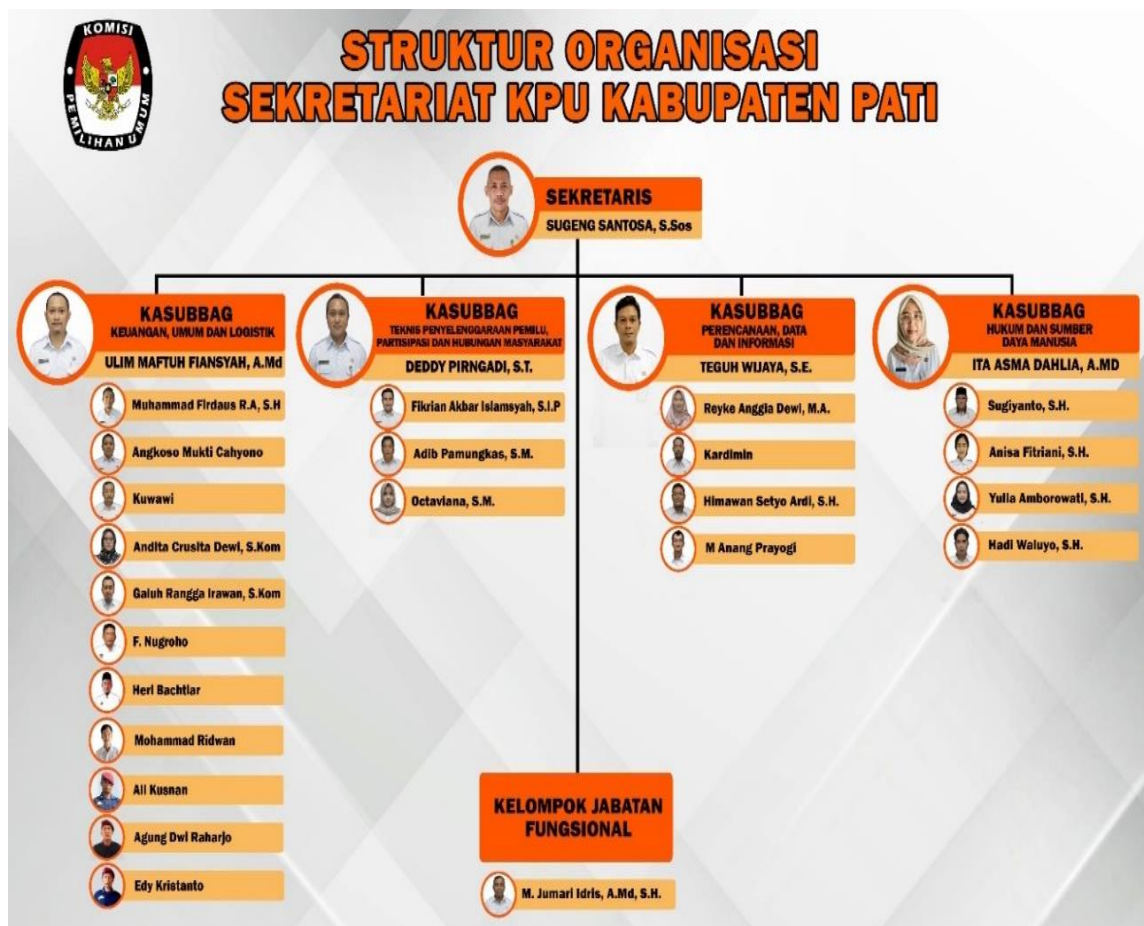 KOMISI
PEMILIHAN UMUM
STRUKTUR ORGANISASI
SEKRETARIAT KPU KABUPATEN PATI
SEKRETARIS
SUGENG SANTOSA, S.Sos
KASUBBAG
KEUANGAN, UMUM DAN LOGISTIK
ULIM MAFTUH FIANSYAH, A.Md
Muhammad Firdaus R.A, S.H
Angkoso Mukti Cahyono
Kuwawi
Andita Crusita Dewi, S.Kom
Galuh Rangga Irawan, S.Kom
F. Nugroho
Heri Bachtiar
Mohammad Ridwan
Ali Kusnan
Agung Dwi Raharjo
Edy Kristanto
KASUBBAG
TEKNIS PENYELENGGARAAN PEMILU,
PARTISIPASI DAN HUBUNGAN MASYARAKAT
DEDDY PIRNGADI, S.T.
Fikrian Akbar Islamsyah, S.I.P
Adib Pamungkas, S.M.
Octaviana, S.M.
KASUBBAG
PERENCANAAN, DATA
DAN INFORMASI
TEGUH WIJAYA, S.E.
Reyke Anggia Dewi, M.A.
Kardimin
Himawan Setyo Ardi, S.H.
M Anang Prayogi
KASUBBAG
HUKUM DAN SUMBER
DAYA MANUSIA
ITA ASMA DAHLIA, A.MD
Sugiyanto, S.H.
Anisa Fitriani, S.H.
Yulia Amborowati, S.H.
Hadi Waluyo, S.H.
KELOMPOK JABATAN
FUNGSIONAL
M. Jumari Idris, A.Md, S.H.